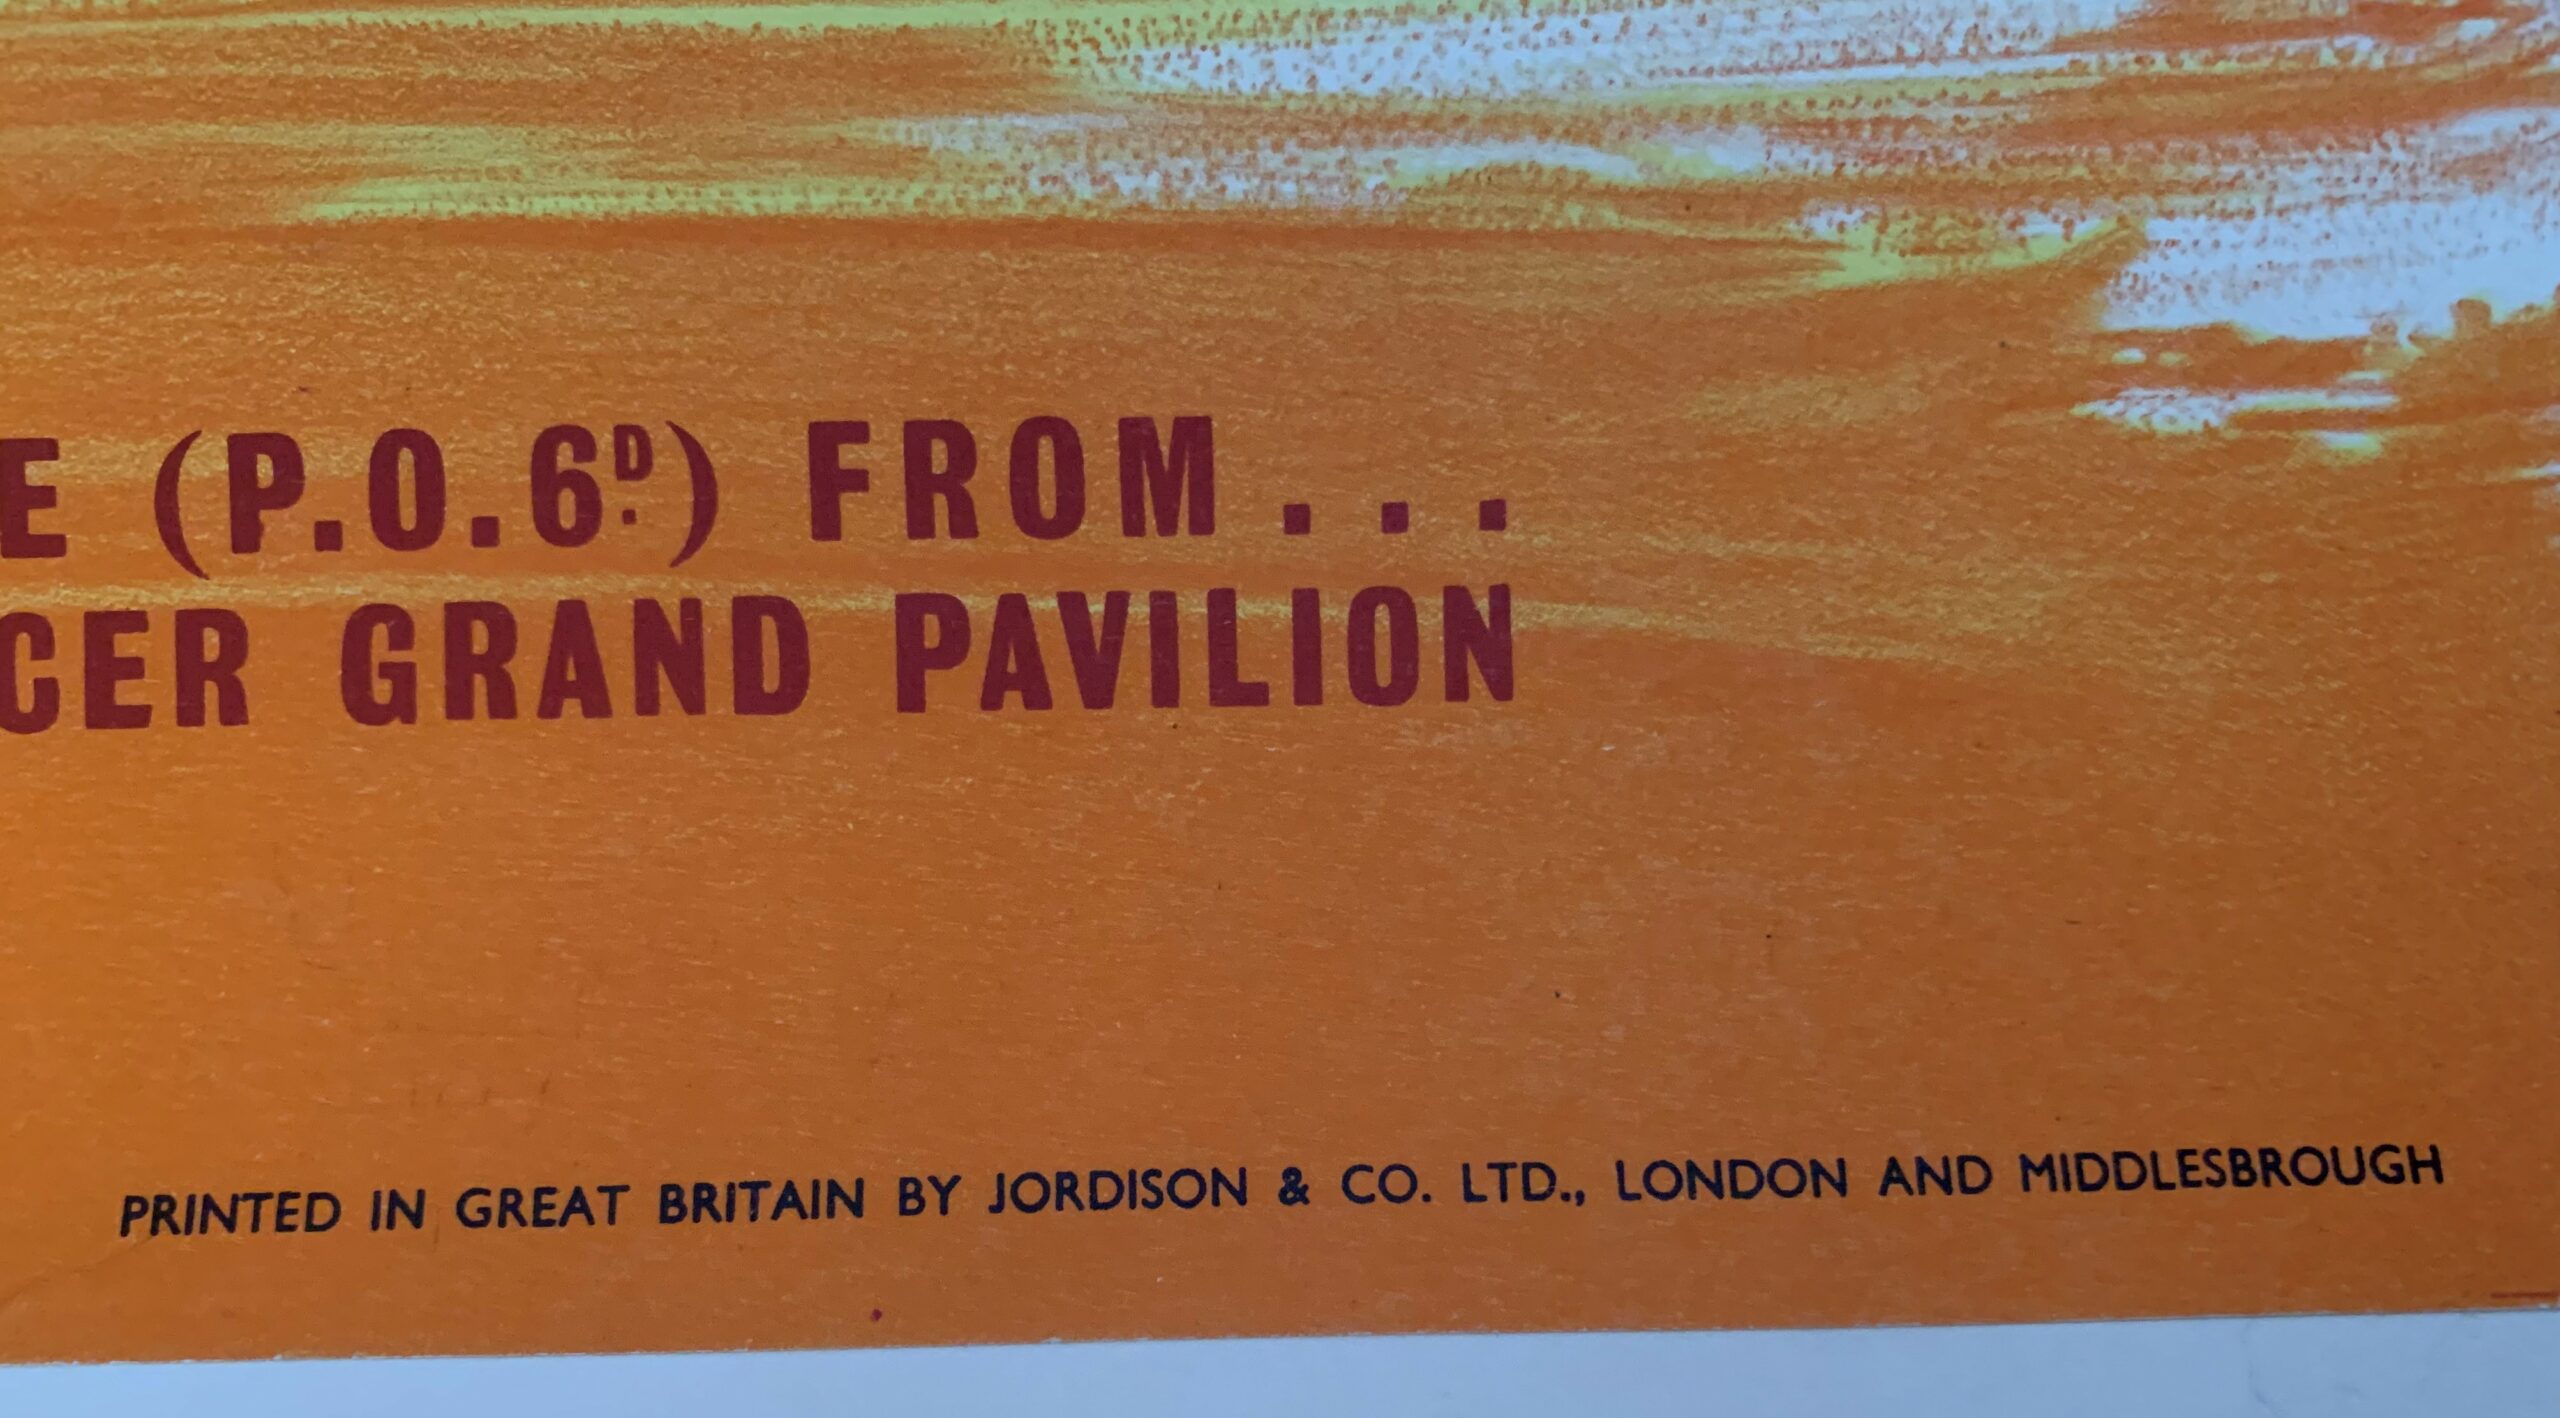 E (P.O.6D.) FROM...
CER GRAND PAVILION
PRINTED IN GREAT BRITAIN BY JORDISON & CO. LTD., LONDON AND MIDDLESBROUGH